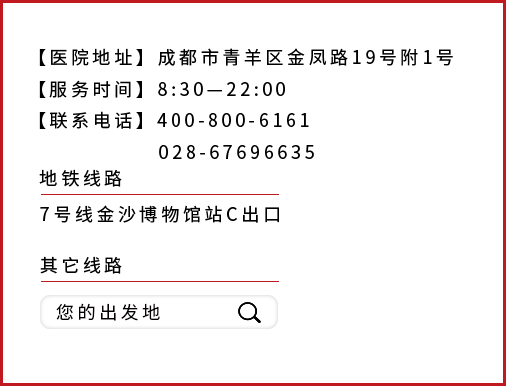 【医院地址】成都市青羊区金凤路19号附1号
【服务时间】8:30—22:00
【联系电话】400-800-6161
028-67696635
地铁线路
7号线金沙博物馆站C出口
其它线路
您的出发地